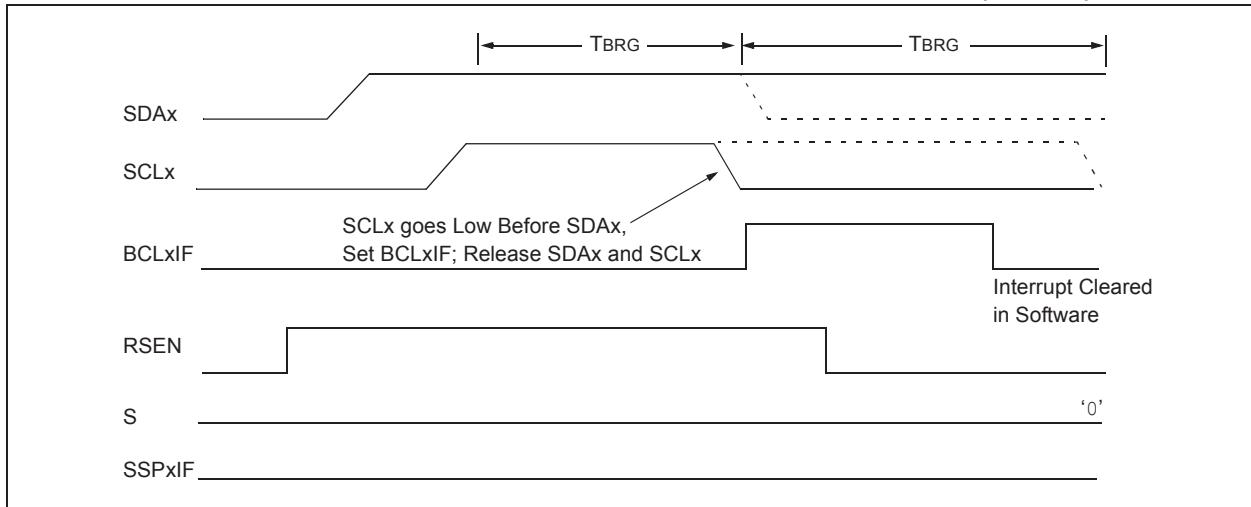 TBRG TBRG
SDAx
SCLx
SCLx goes Low Before SDAx,
Set BCLxIF; Release SDAx and SCLx
BCLxIF
Interrupt Cleared
in Software
RSEN
S
‘0’
SSPxIF